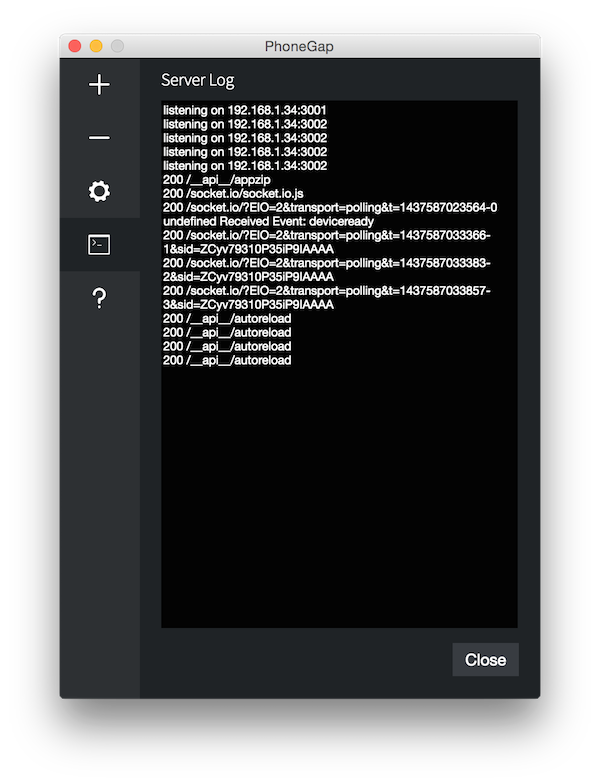 PhoneGap
Server Log
listening on 192.168.1.34:3001
listening on 192.168.1.34:3002
listening on 192.168.1.34:3002
listening on 192.168.1.34:3002
listening on 192.168.1.34:3002
200 /__api__/appzip
200 /socket.io/socket.io.js
200 /socket.io/?EIO=2&transport=polling&t=1437587023564-0
undefined Received Event: deviceready
200 /socket.io/?EIO=2&transport=polling&t=1437587033366-
1&sid=ZCyv79310P35iP9IAAAA
200 /socket.io/?EIO=2&transport=polling&t=1437587033383-
2&sid=ZCyv79310P35iP9IAAAA
200 /socket.io/?EIO=2&transport=polling&t=1437587033857-
3&sid=ZCyv79310P35iP9IAAAA
200 /__api__/autoreload
200 /__api__/autoreload
200 /__api__/autoreload
200 /__api__/autoreload
Close